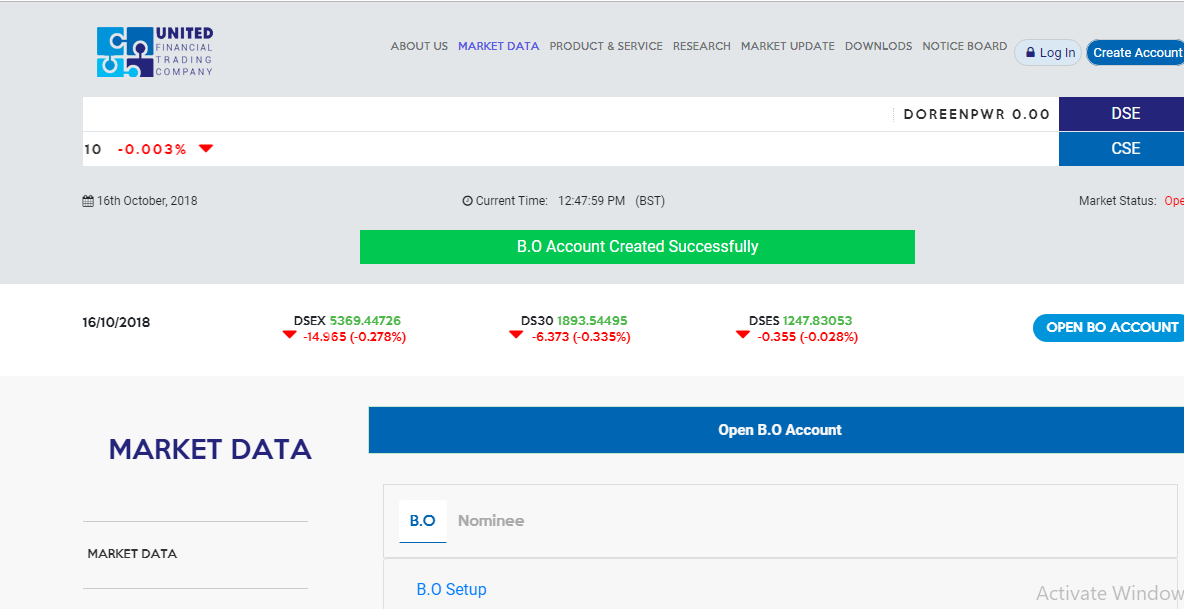 UNITED
FINANCIAL
TRADING
COMPANY
ABOUT US MARKET DATA PRODUCT & SERVICE RESEARCH MARKET UPDATE DOWNLODS NOTICE BOARD Log In Create Account
DOREENPWR 0.00 DSE
10 -0.003% CSE
16th October, 2018 Current Time: 12:47:59 PM (BST) Market Status: Ope
B.O Account Created Successfully
16/10/2018
DSEX 5369.44726
-14.965 (-0.278%)
DS30 1893.54495
-6.373 (-0.335%)
DSES 1247.83053
-0.355 (-0.028%)
OPEN BO ACCOUNT
Open B.O Account
MARKET DATA
B.O Nominee
MARKET DATA
B.O Setup
Activate Window